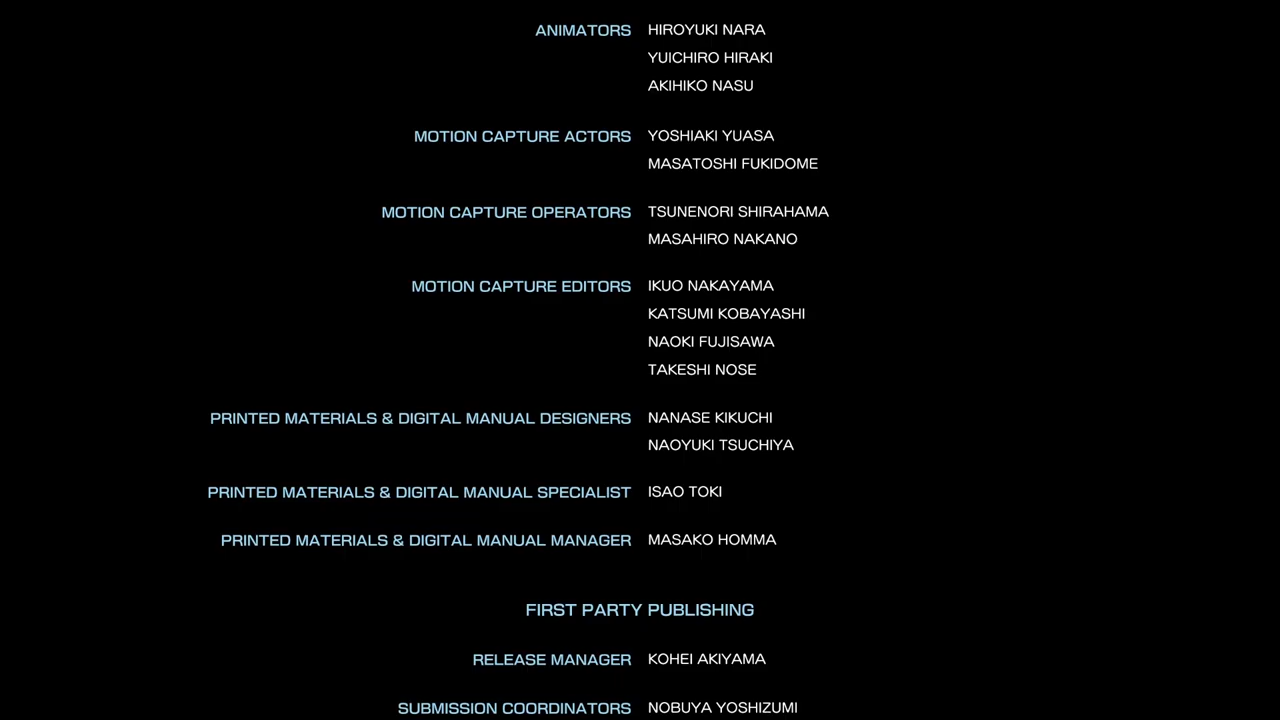 ANIMATORS HIROYUKI NARA
YUICHIRO HIRAKI
AKIHIKO NASU
MOTION CAPTURE ACTORS YOSHIAKI YUASA
MASATOSHI FUKIDOME
MOTION CAPTURE OPERATORS TSUNENORI SHIRAHAMA
MASAHIRO NAKANO
MOTION CAPTURE EDITORS IKUO NAKAYAMA
KATSUMI KOBAYASHI
NAOKI FUJISAWA
TAKESHI NOSE
PRINTED MATERIALS & DIGITAL MANUAL DESIGNERS NANASE KIKUCHI
NAOYUKI TSUCHIYA
PRINTED MATERIALS & DIGITAL MANUAL SPECIALIST ISAO TOKI
PRINTED MATERIALS & DIGITAL MANUAL MANAGER MASAKO HOMMA
FIRST PARTY PUBLISHING
RELEASE MANAGER KOHEI AKIYAMA
SUBMISSION COORDINATORS NOBUYA YOSHIZUMI